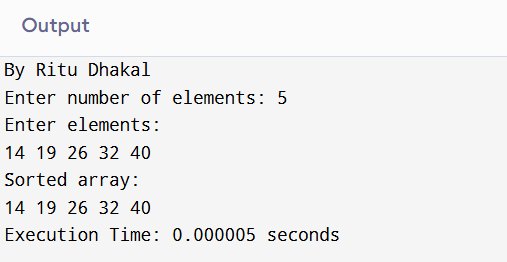 Output
By Ritu Dhakal
Enter number of elements: 5
Enter elements:
14 19 26 32 40
Sorted array:
14 19 26 32 40
Execution Time: 0.000005 seconds